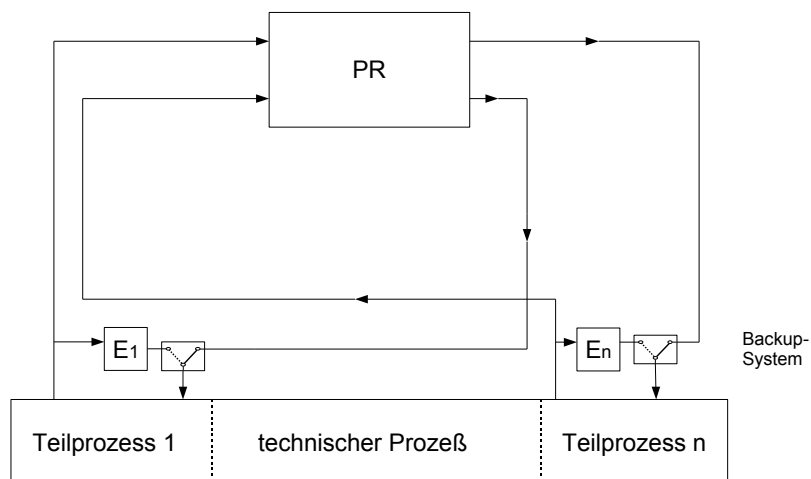 PR
E1
En
Backup-
System
Teilprozess 1
technischer Prozeß
Teilprozess n